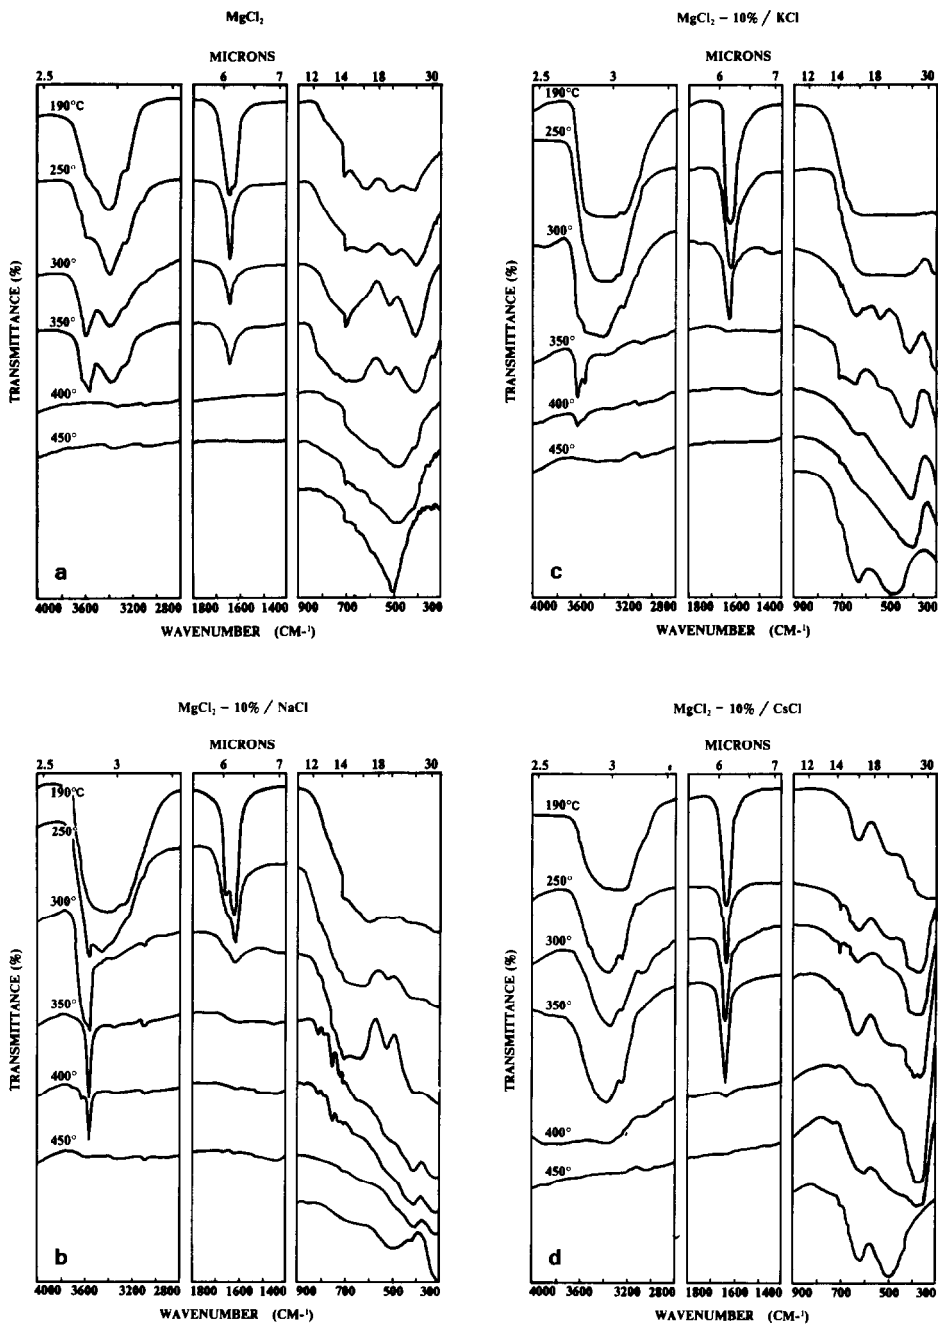 MgCl₂
MICRONS
2.5 6 7 12 14 18 30
190°C
250°
300°
350°
400°
450°
TRANSMITTANCE (%)
a
4000 3600 3200 2800 1800 1600 1400 900 700 500 300
WAVENUMBER (CM-¹)
MgCl₂ – 10% / KCl
MICRONS
2.5 3 6 7 12 14 18 30
190°C
250°
300°
350°
400°
450°
TRANSMITTANCE (%)
c
4000 3600 3200 2800 1800 1600 1400 900 700 500 300
WAVENUMBER (CM-¹)
MgCl₂ – 10% / NaCl
MICRONS
2.5 3 6 7 12 14 18 30
190°C
250°
300°
350°
400°
450°
TRANSMITTANCE (%)
b
4000 3600 3200 2800 1800 1600 1400 900 700 500 300
WAVENUMBER (CM-¹)
MgCl₂ – 10% / CsCl
MICRONS
2.5 3 6 7 12 14 18 30
190°C
250°
300°
350°
400°
450°
TRANSMITTANCE (%)
d
4000 3600 3200 2800 1800 1600 1400 900 700 500 300
WAVENUMBER (CM-¹)